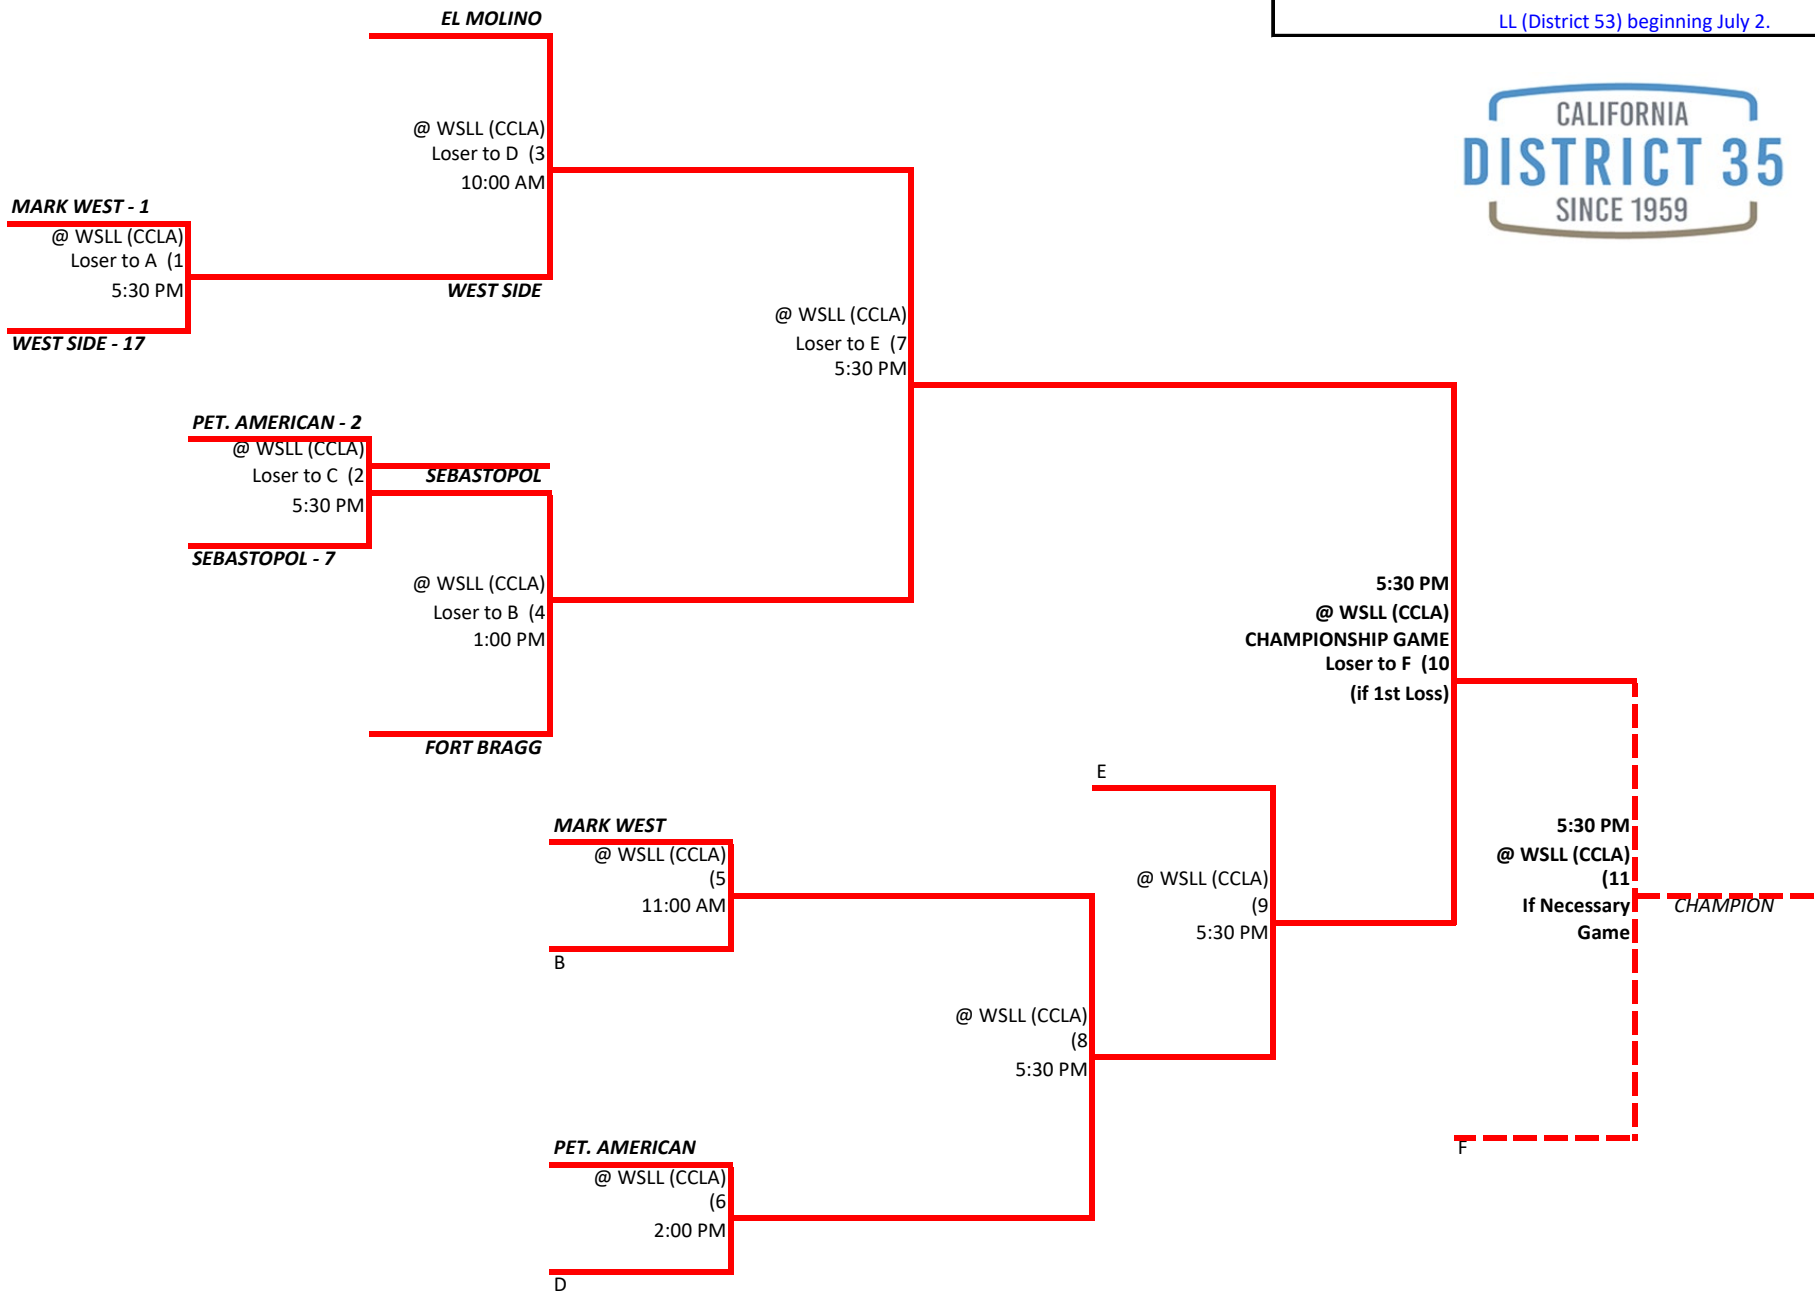 EL MOLINO
LL (District 53) beginning July 2.
CALIFORNIA
DISTRICT 35
SINCE 1959
@ WSLL (CCLA)
Loser to D (3
10:00 AM
MARK WEST - 1
@ WSLL (CCLA)
Loser to A (1
5:30 PM
WEST SIDE
WEST SIDE - 17
@ WSLL (CCLA)
Loser to E (7
5:30 PM
PET. AMERICAN - 2
@ WSLL (CCLA)
Loser to C (2
5:30 PM
SEBASTOPOL
SEBASTOPOL - 7
@ WSLL (CCLA)
Loser to B (4
1:00 PM
FORT BRAGG
5:30 PM
@ WSLL (CCLA)
CHAMPIONSHIP GAME
Loser to F (10
(if 1st Loss)
E
MARK WEST
@ WSLL (CCLA)
(5
11:00 AM
B
@ WSLL (CCLA)
(9
5:30 PM
5:30 PM
@ WSLL (CCLA)
(11
If Necessary
Game
CHAMPION
@ WSLL (CCLA)
(8
5:30 PM
PET. AMERICAN
@ WSLL (CCLA)
(6
2:00 PM
D
F